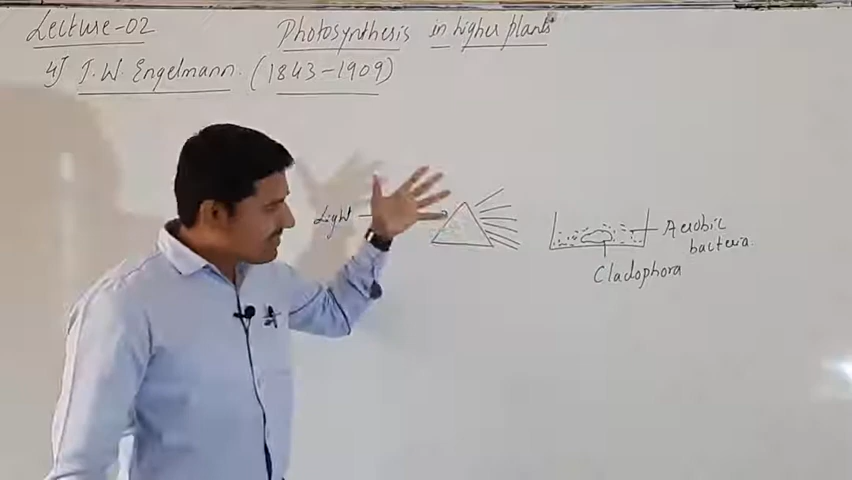 Lecture-02
Photosynthesis in higher plants
4] T.W. Engelmann. (1843-1909)
Light
Aerobic
bacteria.
Cladophora